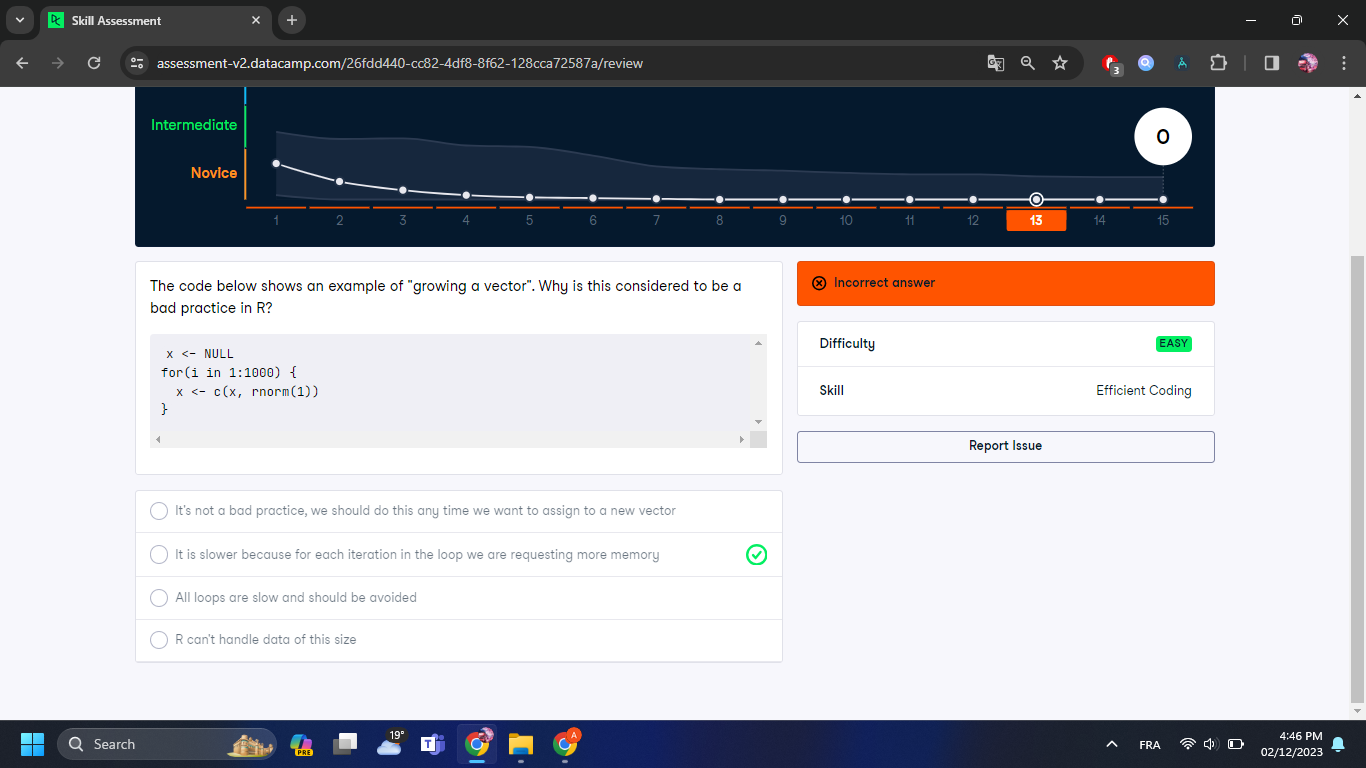 Skill Assessment
assessment-v2.datacamp.com/26fdd440-cc82-4df8-8f62-128cca72587a/review
3
Intermediate
Novice
0
1 2 3 4 5 6 7 8 9 10 11 12 13 14 15
The code below shows an example of "growing a vector". Why is this considered to be a
bad practice in R?
x <- NULL
for(i in 1:1000) {
x <- c(x, rnorm(1))
}
It's not a bad practice, we should do this any time we want to assign to a new vector
It is slower because for each iteration in the loop we are requesting more memory
All loops are slow and should be avoided
R can't handle data of this size
Incorrect answer
Difficulty EASY
Skill Efficient Coding
Report Issue
Search
PRE
19°
A
FRA
4:46 PM
02/12/2023